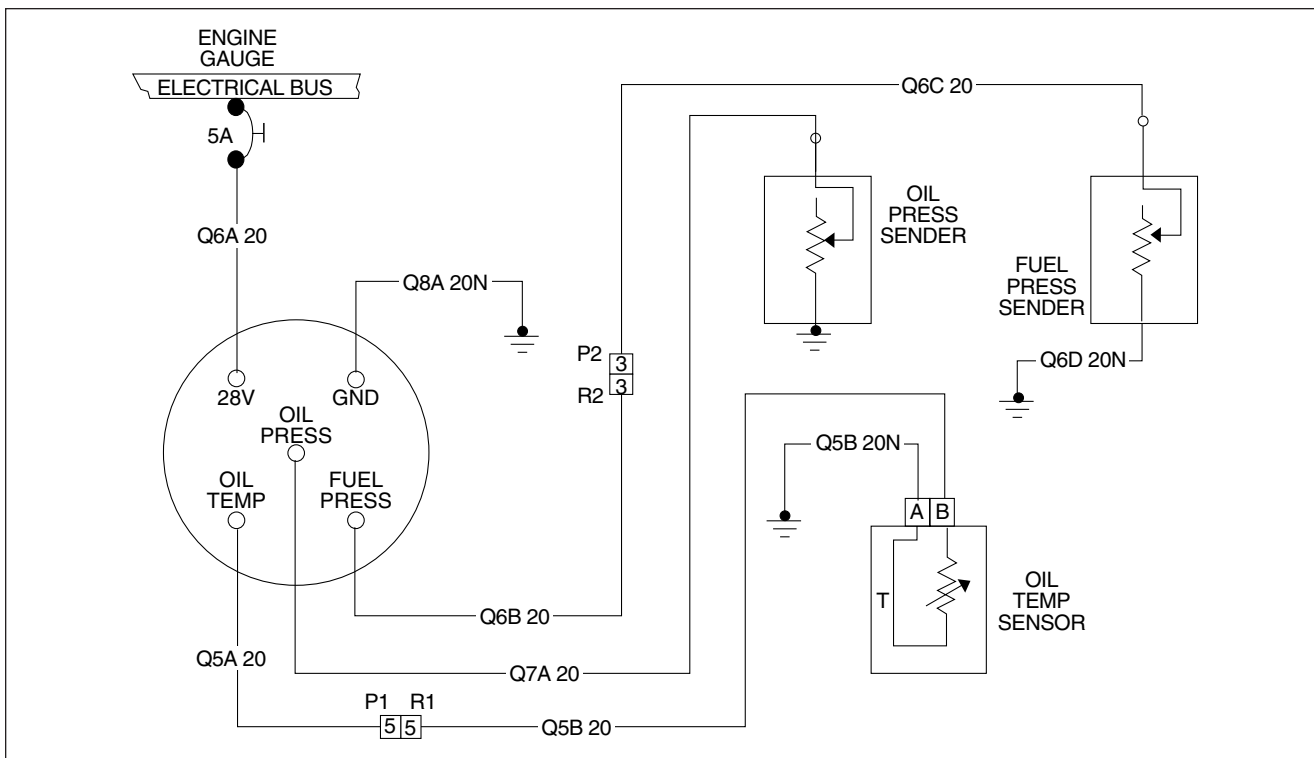 ENGINE
GAUGE
ELECTRICAL BUS
5A
Q6A 20
Q8A 20N
28V
GND
OIL
PRESS
OIL
TEMP
FUEL
PRESS
Q5A 20
Q6B 20
Q7A 20
P1 R1
5 5
Q5B 20
P2
3
3
R2
Q6C 20
OIL
PRESS
SENDER
FUEL
PRESS
SENDER
Q6D 20N
Q5B 20N
A B
T
OIL
TEMP
SENSOR